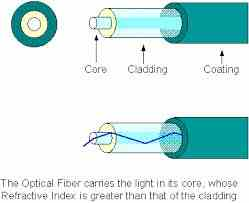 Core
Cladding
Coating
The Optical Fiber carries the light in its core, whose
Refractive Index is greater than that of the cladding